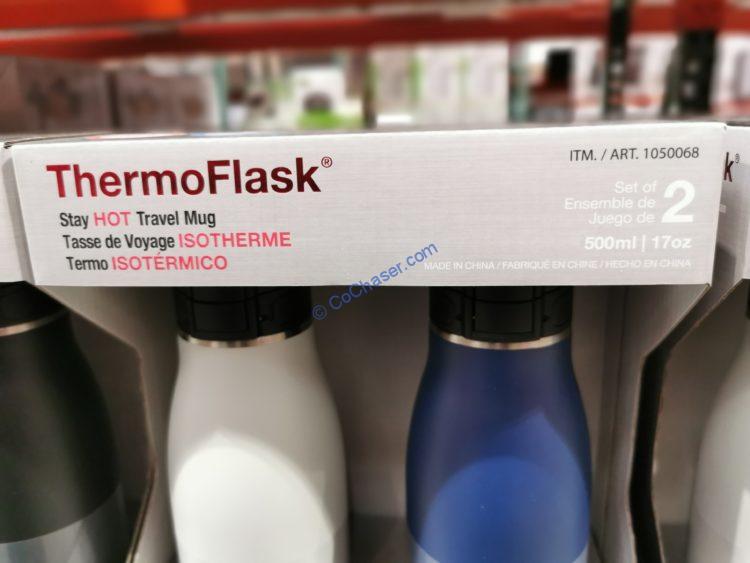 ThermoFlask®
Stay HOT Travel Mug
Tasse de Voyage ISOTHERME
Termo ISOTÉRMICO
ITM. / ART. 1050068
Set of
Ensemble de
Juego de
2
500ml | 17oz
MADE IN CHINA / FABRIQUÉ EN CHINE / HECHO EN CHINA
© CoChaser.com
k®